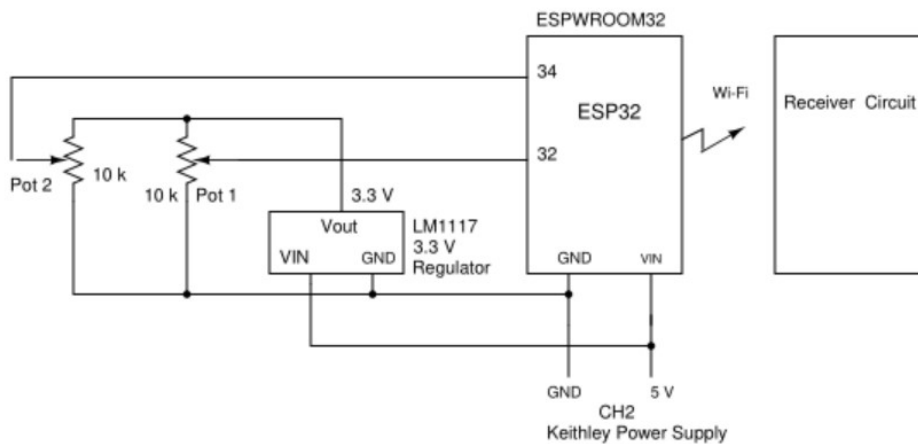 ESPWROOM32
34
ESP32
Wi-Fi
Receiver Circuit
32
Pot 2
10 k
10 k
Pot 1
3.3 V
Vout
LM1117
VIN
GND
3.3 V
Regulator
GND
VIN
GND
5 V
CH2
Keithley Power Supply